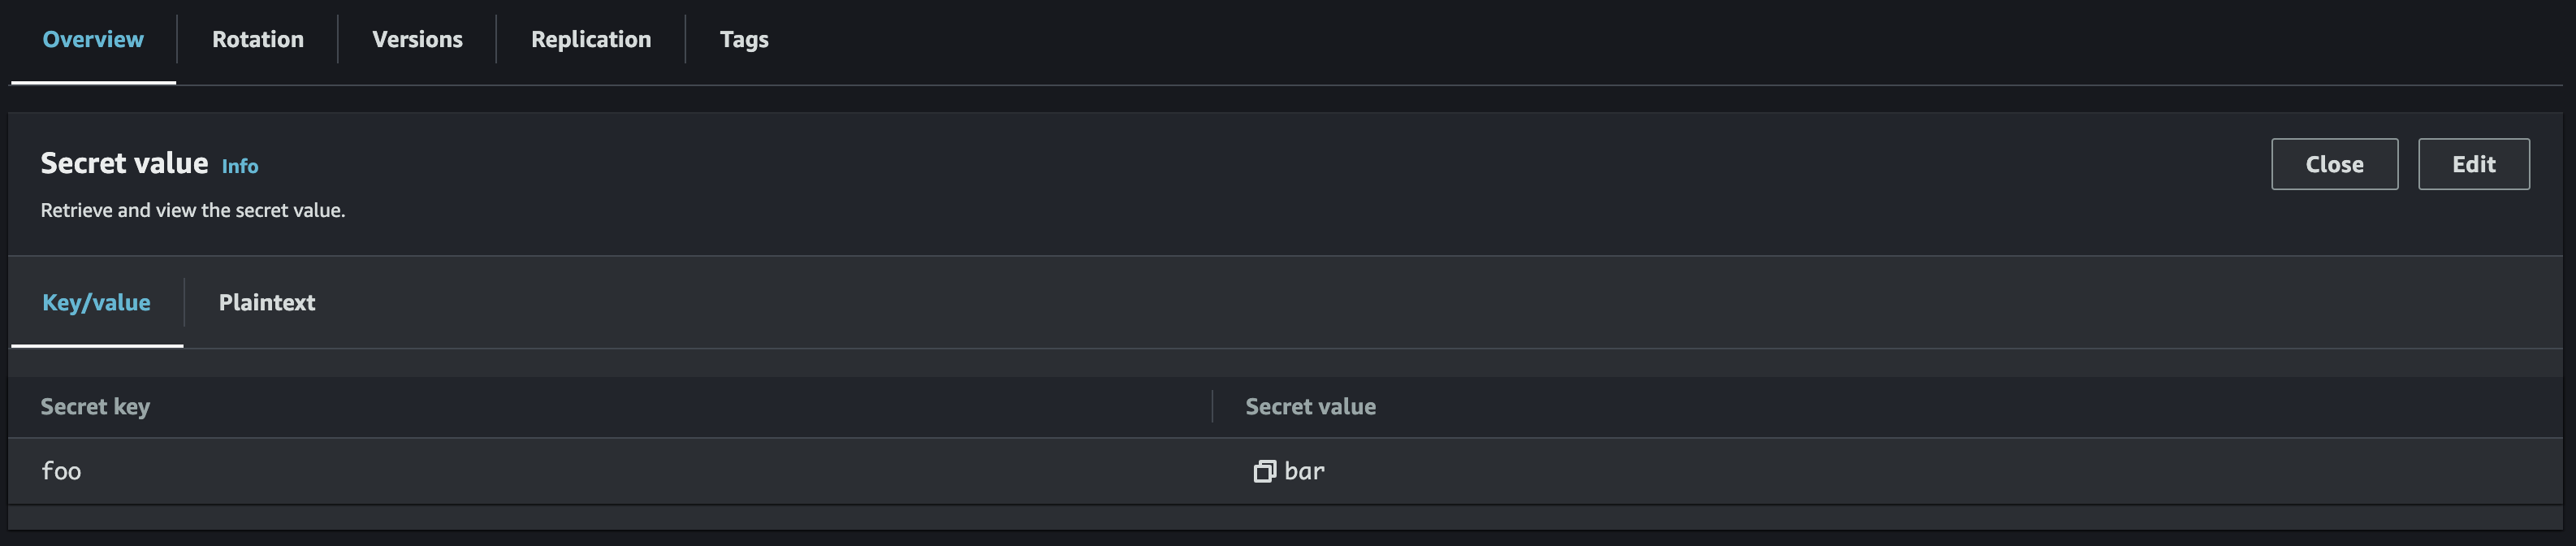 Overview Rotation Versions Replication Tags
Secret value Info
Close Edit
Retrieve and view the secret value.
Key/value Plaintext
Secret key Secret value
foo bar